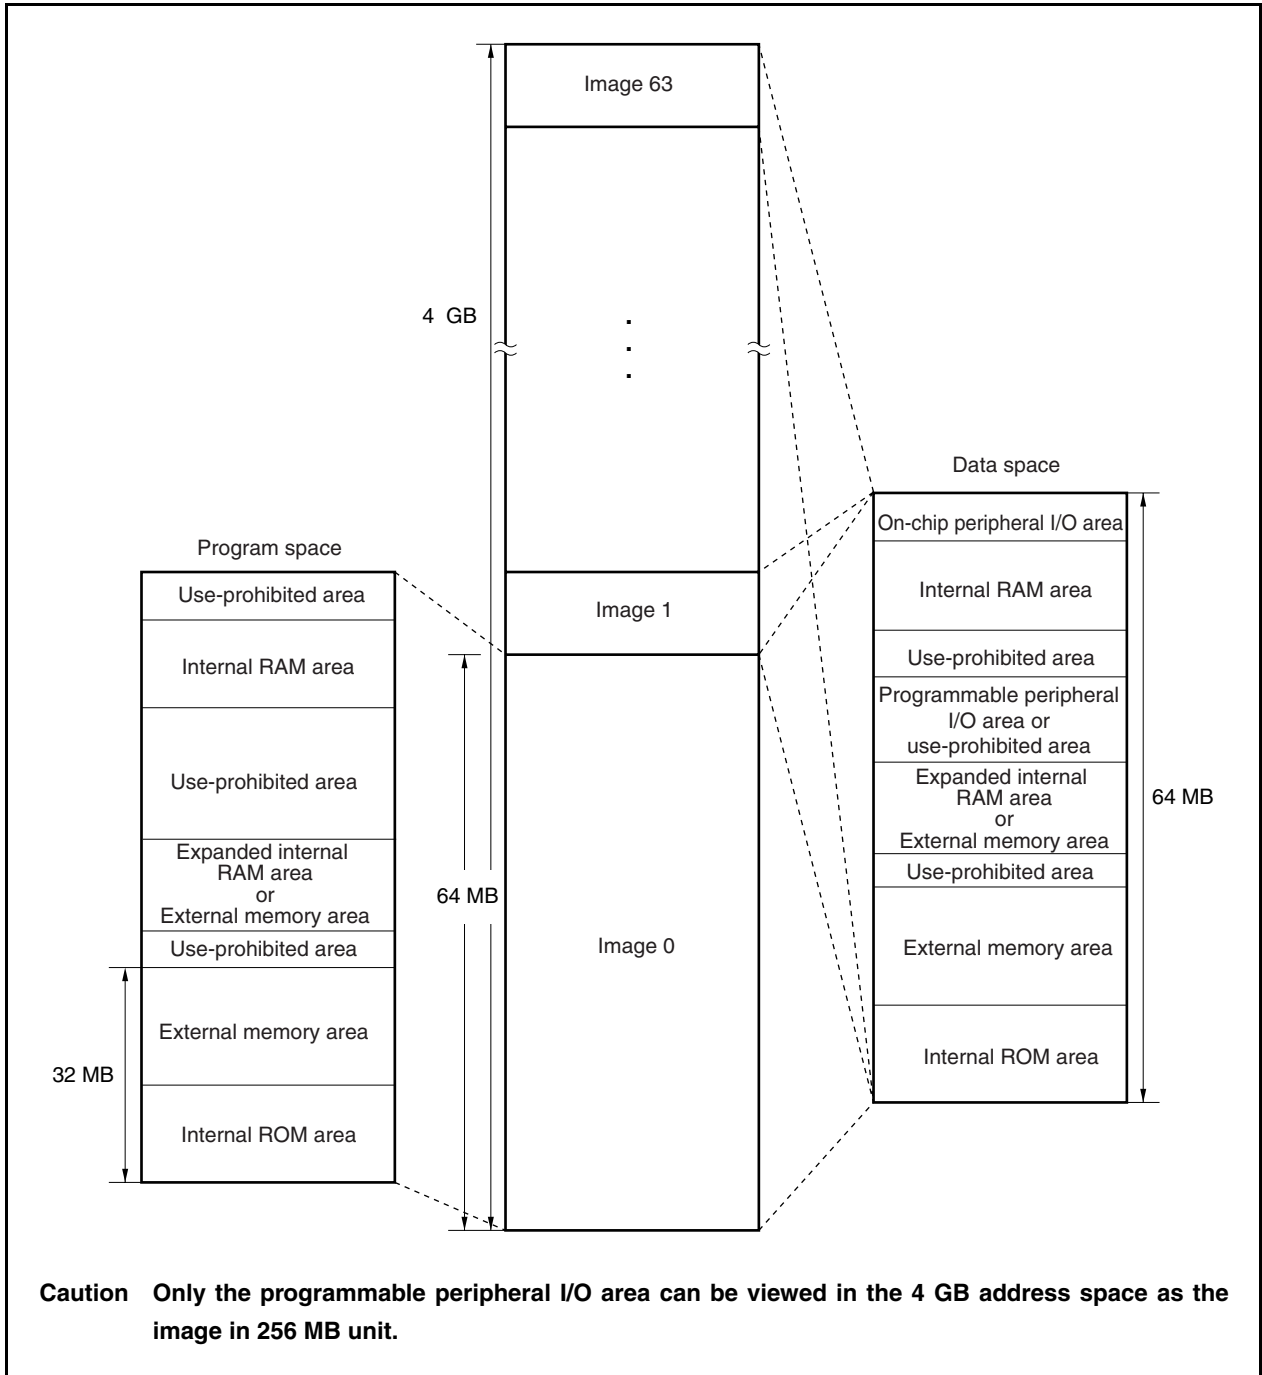 Image 63
4 GB
.
.
.
Data space
On-chip peripheral I/O area
Internal RAM area
Use-prohibited area
Programmable peripheral
I/O area or
use-prohibited area
Expanded internal
RAM area
or
External memory area
Use-prohibited area
External memory area
Internal ROM area
64 MB
Program space
Use-prohibited area
Internal RAM area
Use-prohibited area
Expanded internal
RAM area
or
External memory area
Use-prohibited area
External memory area
Internal ROM area
32 MB
Image 1
64 MB
Image 0
Caution Only the programmable peripheral I/O area can be viewed in the 4 GB address space as the
image in 256 MB unit.